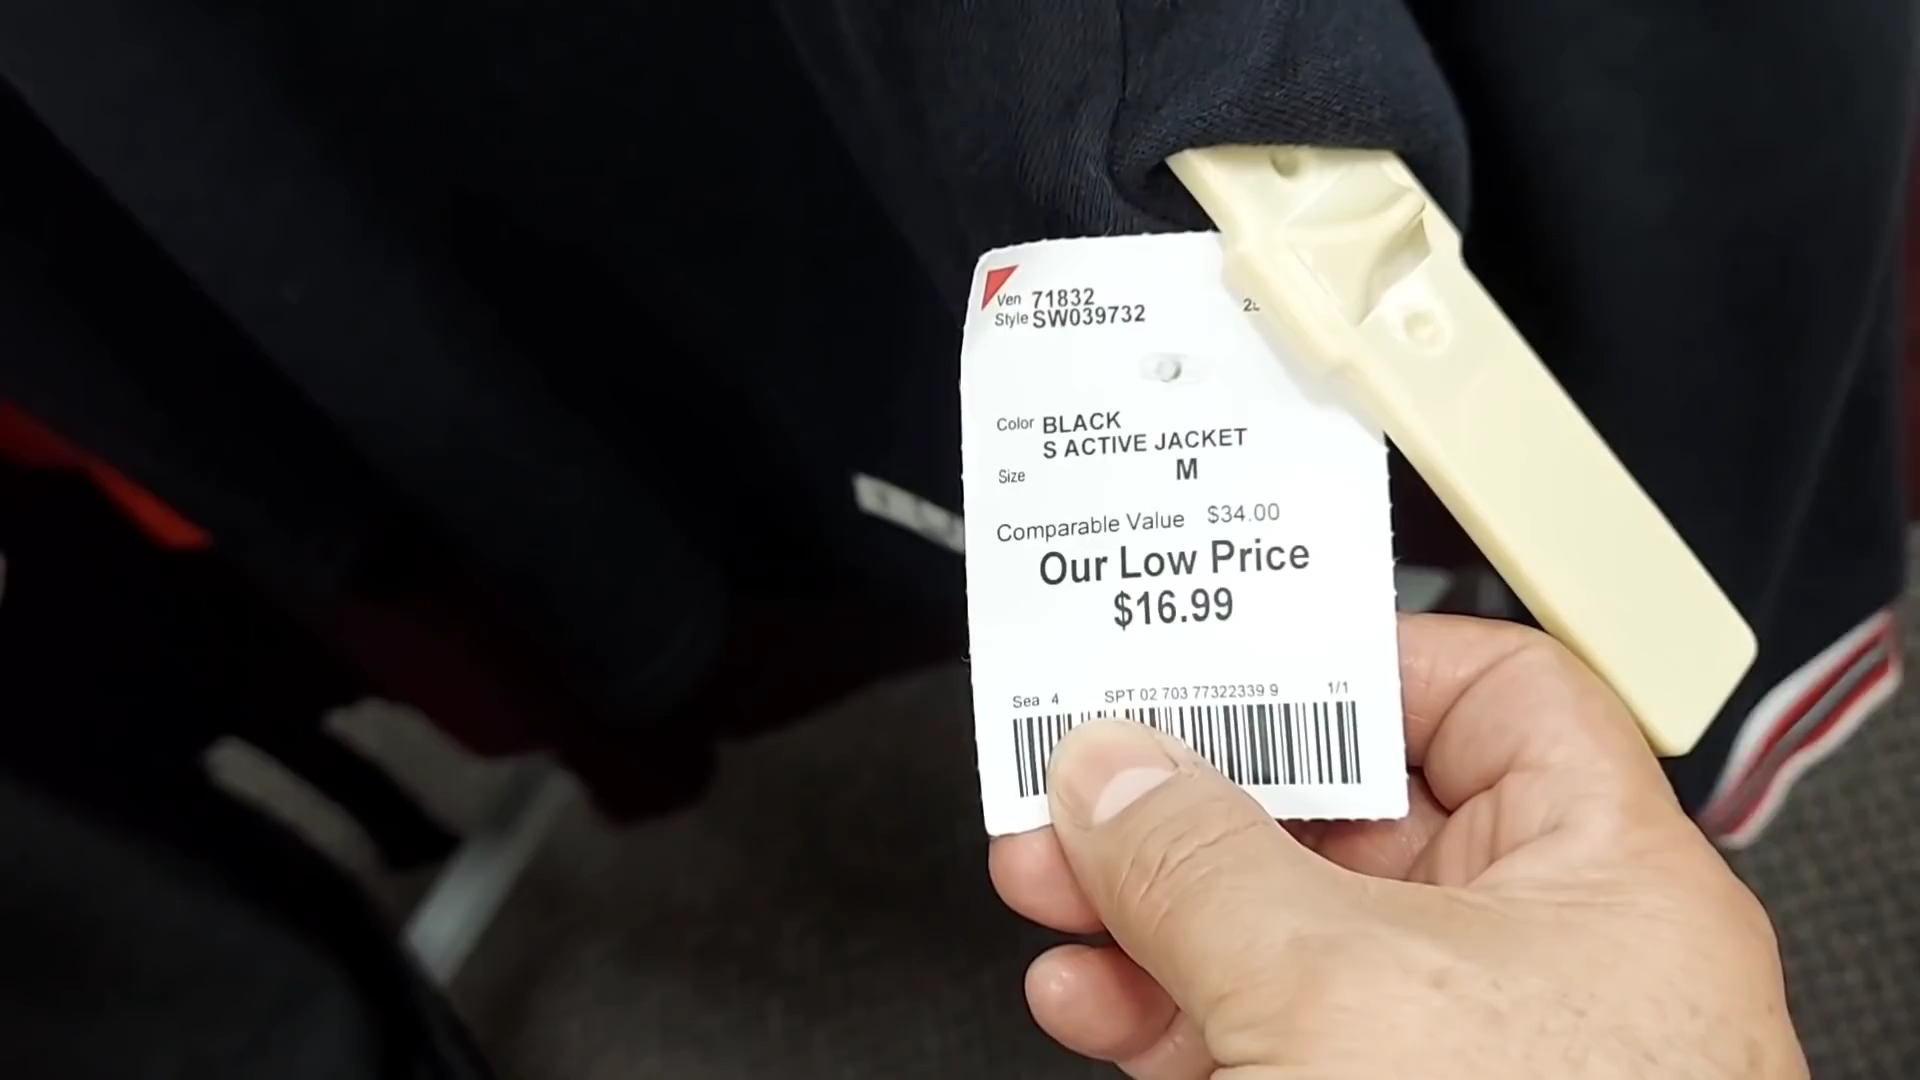 Ven 71832
Style SW039732
Color BLACK
S ACTIVE JACKET
Size M
Comparable Value $34.00
Our Low Price
$16.99
Sea 4 SPT 02 703 77322339 9 1/1